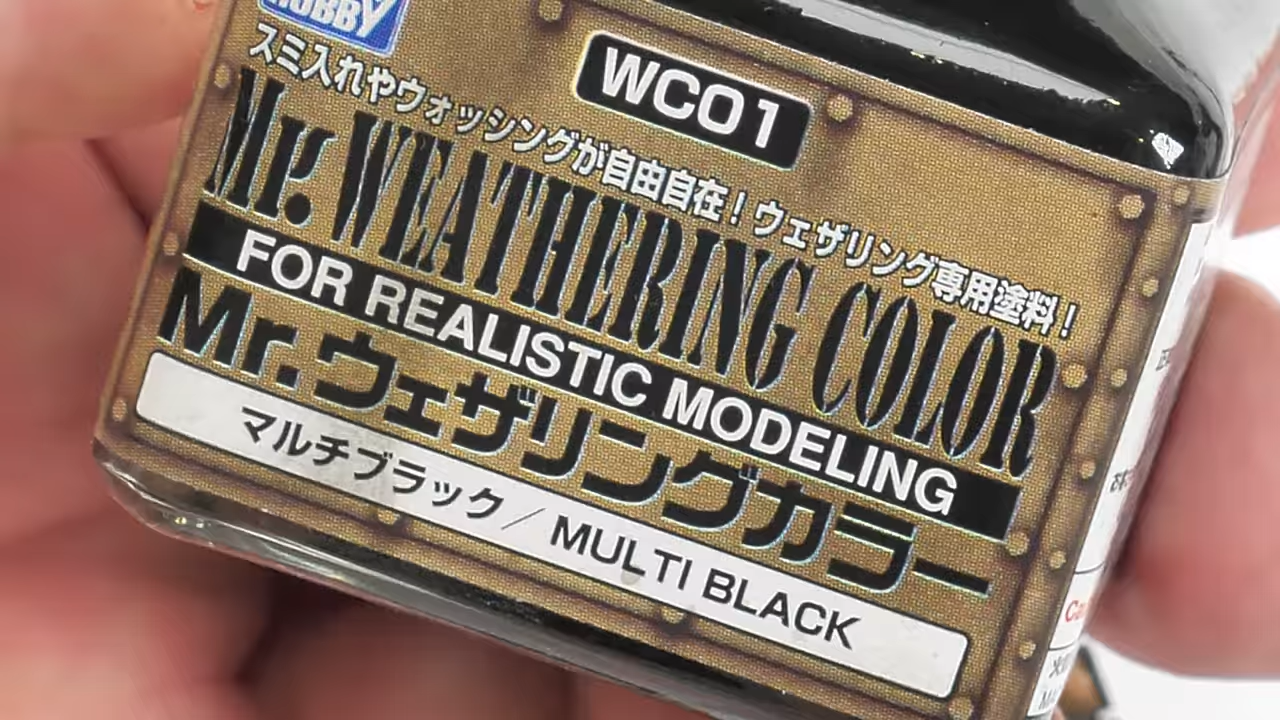 HOBBY
WC01
スミ入れやウォッシングが自由自在！ウェザリング専用塗料！
Mr. WEATHERING COLOR
FOR REALISTIC MODELING
Mr.ウェザリングカラー
マルチブラック／MULTI BLACK